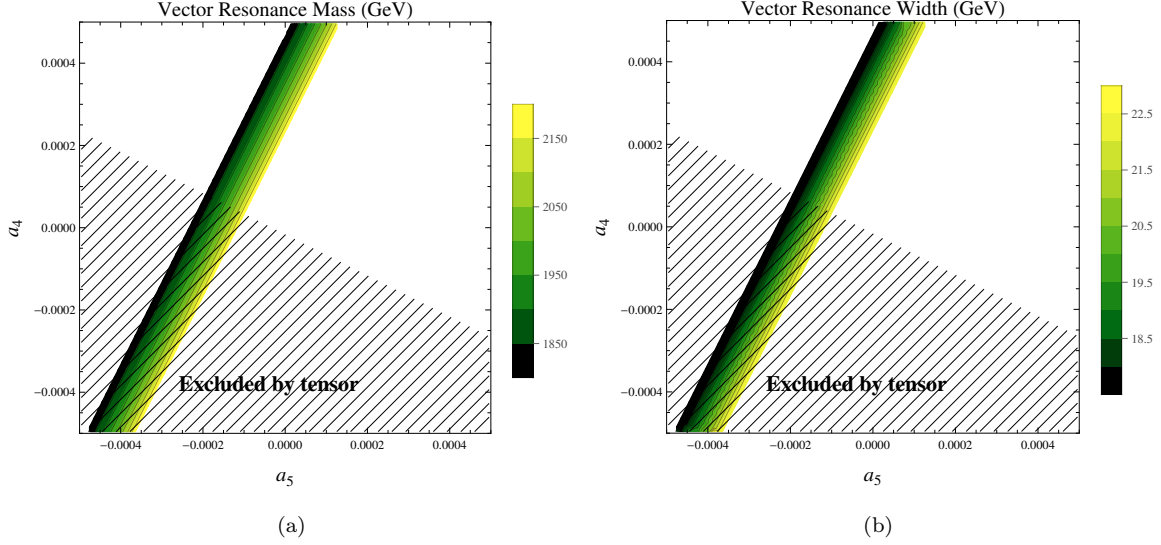 Vector Resonance Mass (GeV)
0.0004
0.0002
0.0000
−0.0002
−0.0004
a4
−0.0004
−0.0002
0.0000
0.0002
0.0004
a5
Excluded by tensor
2150
2050
1950
1850
(a)
Vector Resonance Width (GeV)
0.0004
0.0002
0.0000
−0.0002
−0.0004
a4
−0.0004
−0.0002
0.0000
0.0002
0.0004
a5
Excluded by tensor
22.5
21.5
20.5
19.5
18.5
(b)